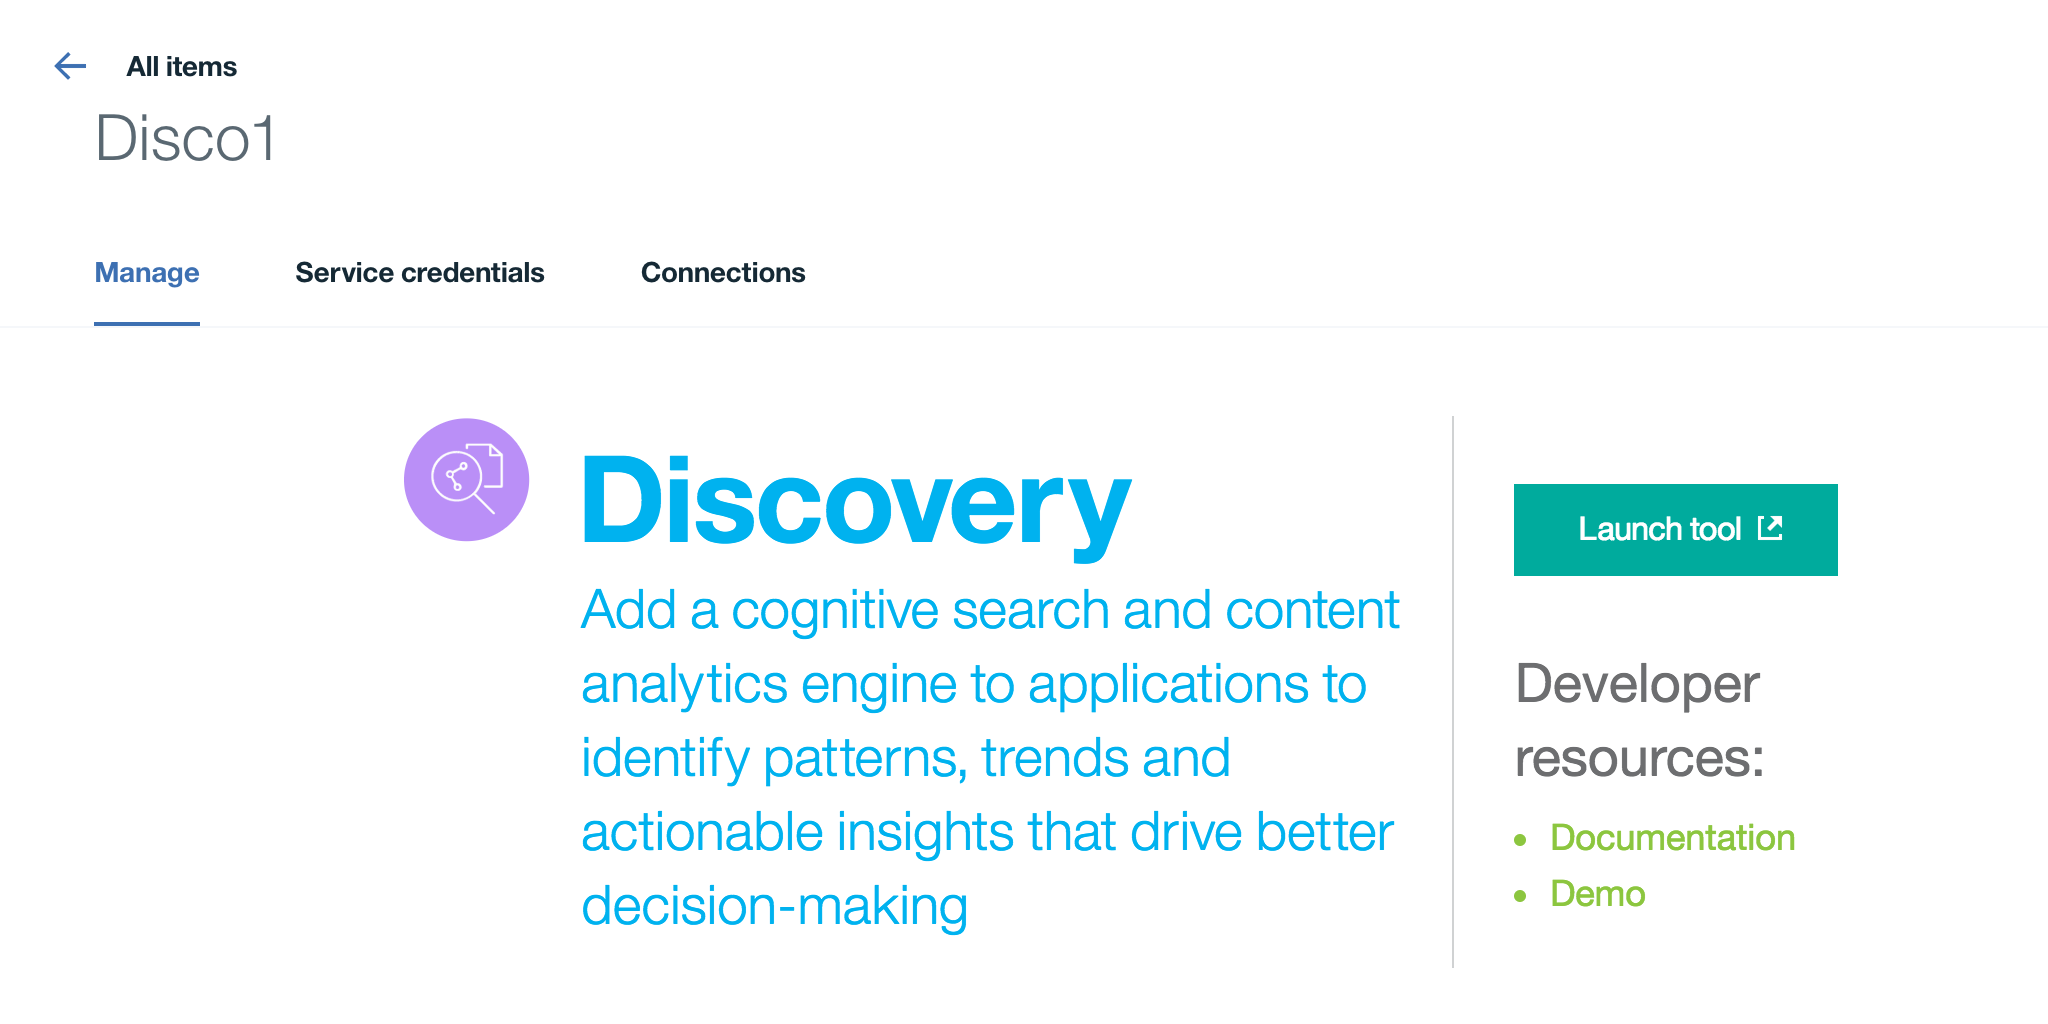 All items
Disco1
Manage Service credentials Connections
Discovery
Add a cognitive search and content
analytics engine to applications to
identify patterns, trends and
actionable insights that drive better
decision-making
Launch tool
Developer
resources:
Documentation
Demo